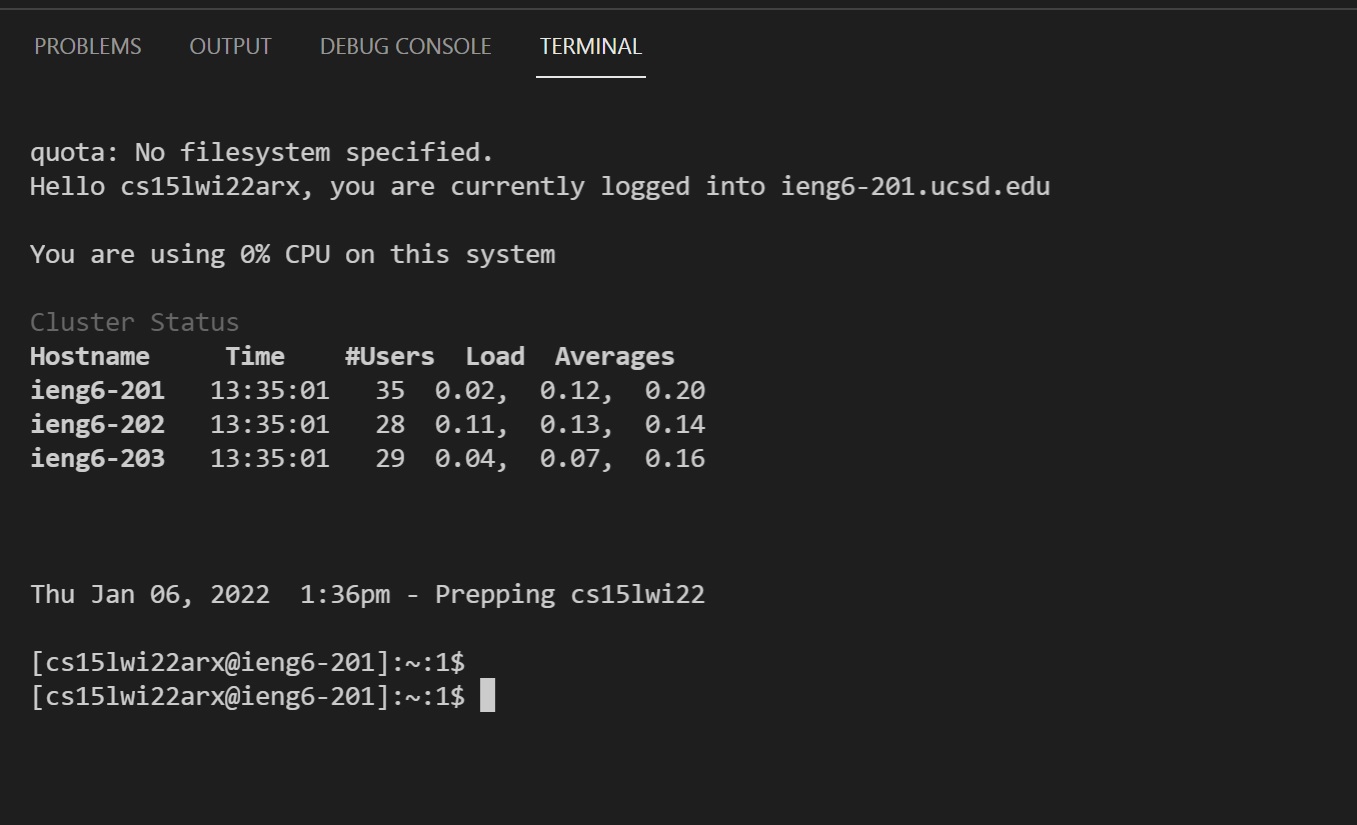 PROBLEMS OUTPUT DEBUG CONSOLE TERMINAL
quota: No filesystem specified.
Hello cs15lwi22arx, you are currently logged into ieng6-201.ucsd.edu
You are using 0% CPU on this system
Cluster Status
Hostname     Time    #Users  Load  Averages
ieng6-201   13:35:01   35  0.02,  0.12,  0.20
ieng6-202   13:35:01   28  0.11,  0.13,  0.14
ieng6-203   13:35:01   29  0.04,  0.07,  0.16
Thu Jan 06, 2022  1:36pm - Prepping cs15lwi22
[cs15lwi22arx@ieng6-201]:~:1$
[cs15lwi22arx@ieng6-201]:~:1$